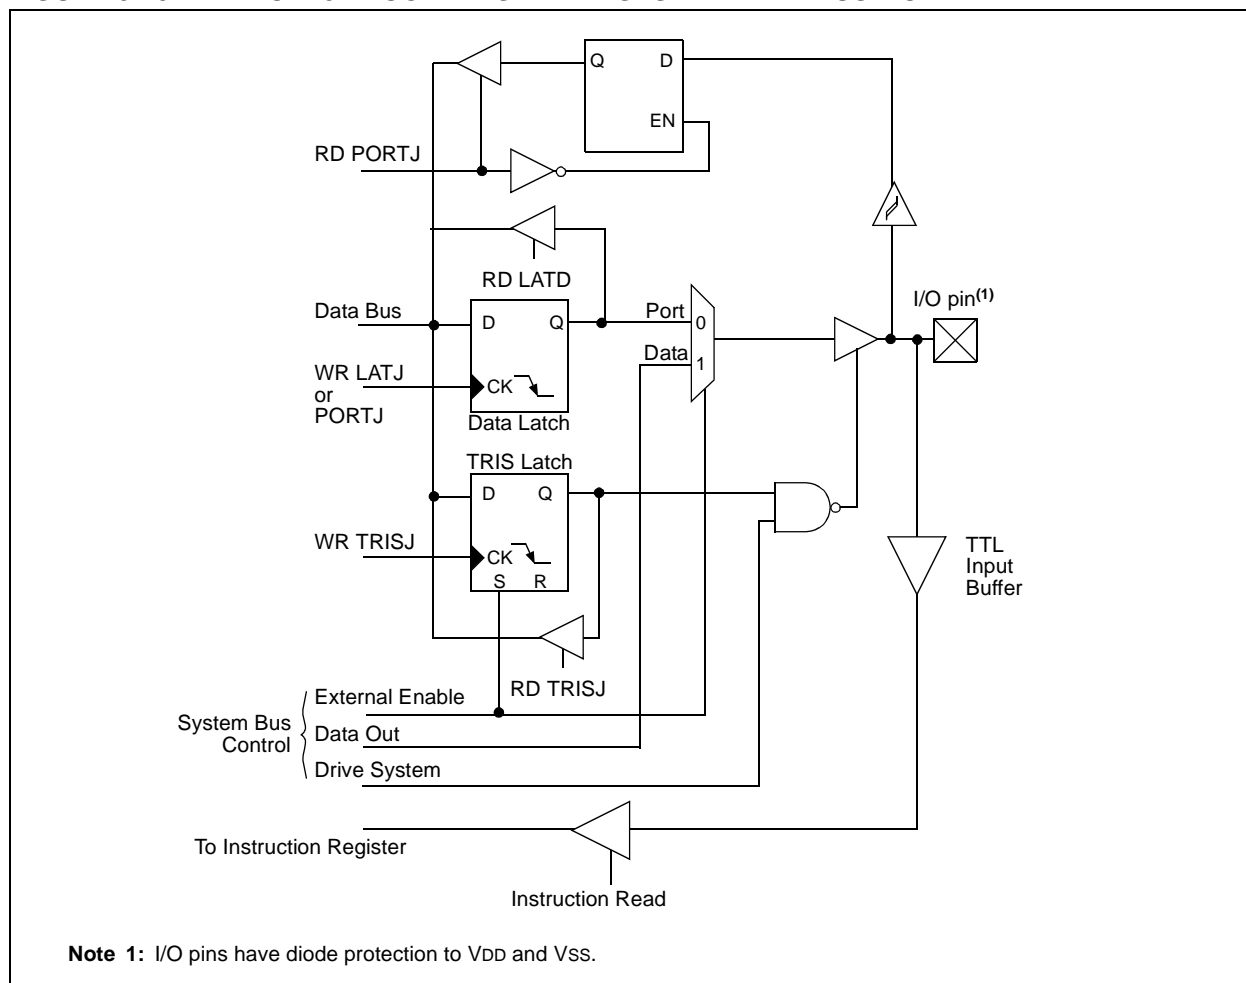 Q D
EN
RD PORTJ
RD LATD
I/O pin(1)
Data Bus
D Q
Port 0
Data 1
WR LATJ
or
PORTJ
CK
Data Latch
TRIS Latch
D Q
WR TRISJ
CK
S R
TTL
Input
Buffer
RD TRISJ
External Enable
System Bus
Control
Data Out
Drive System
To Instruction Register
Instruction Read
Note 1: I/O pins have diode protection to VDD and VSS.